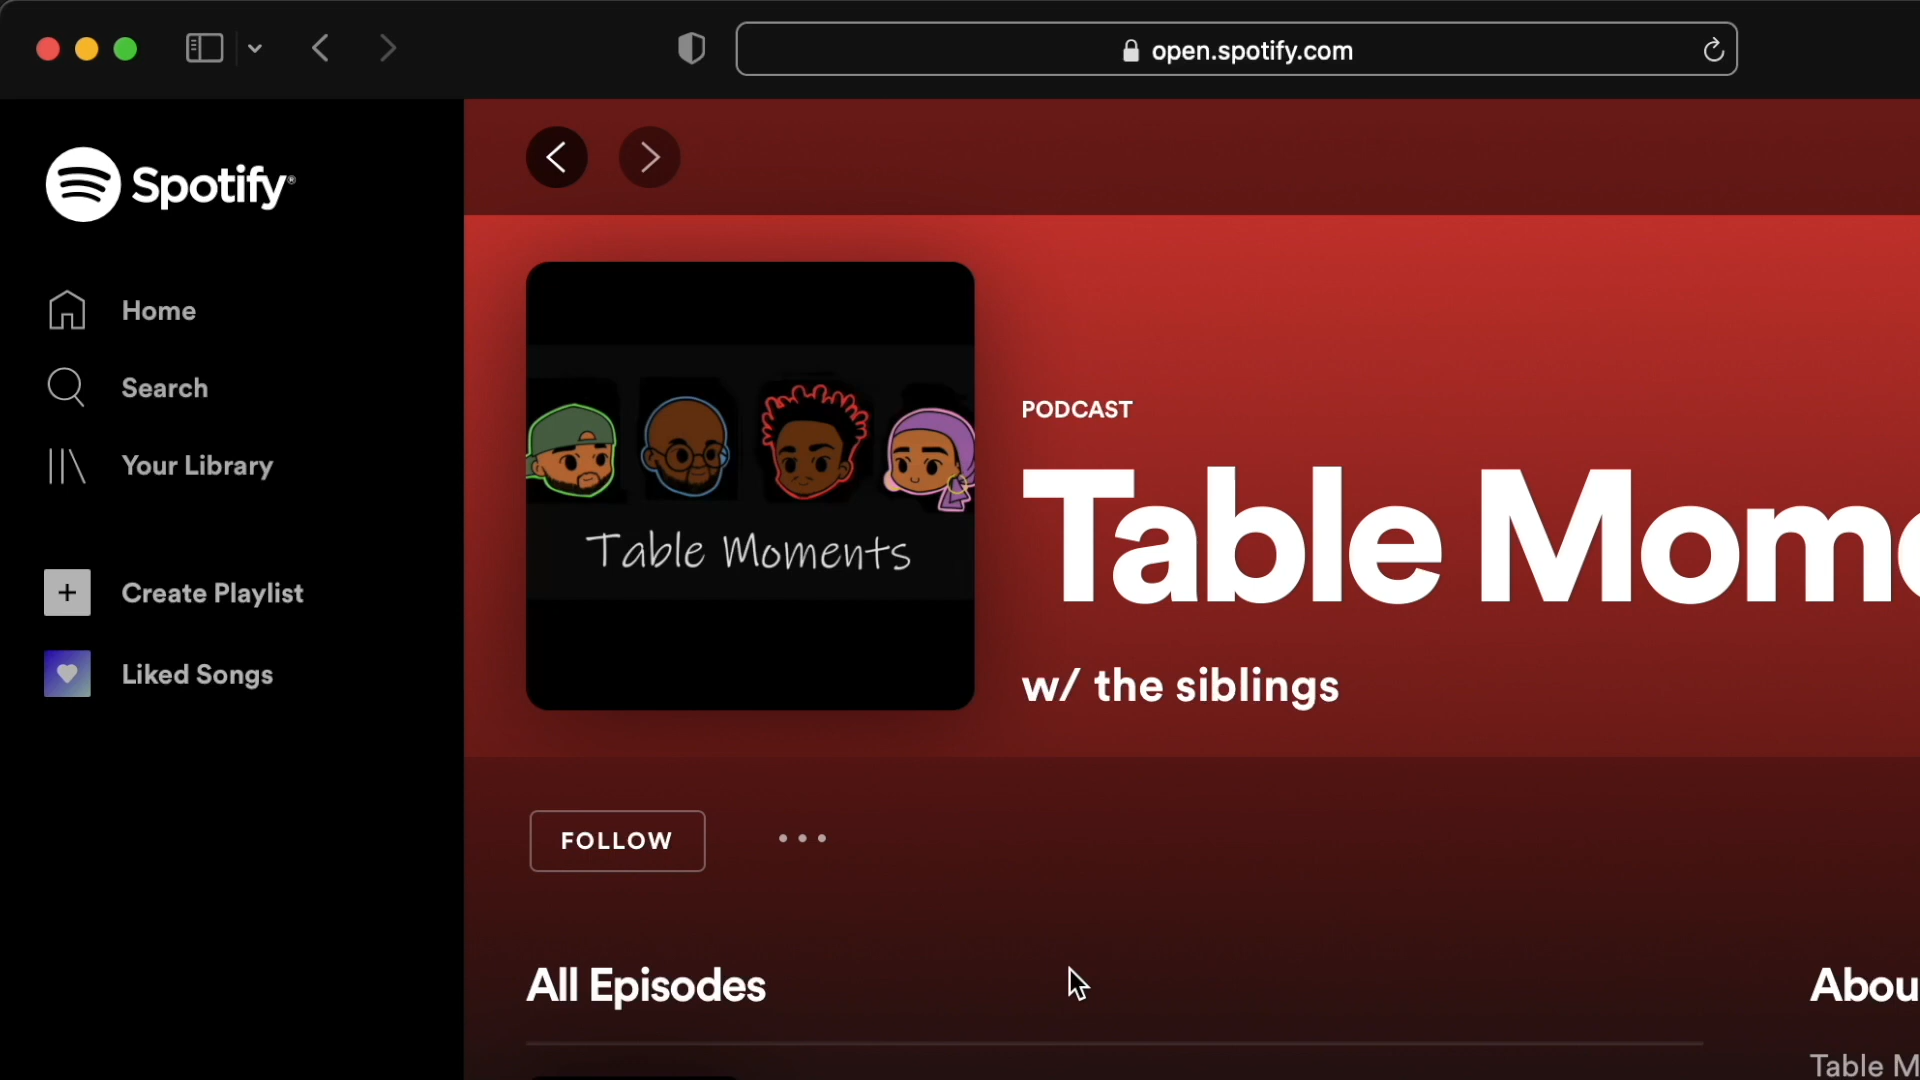 open.spotify.com
Spotify®
Home
Search
Your Library
Create Playlist
Liked Songs
Table Moments
PODCAST
Table Mome
w/ the siblings
FOLLOW
All Episodes
Abou
Table M